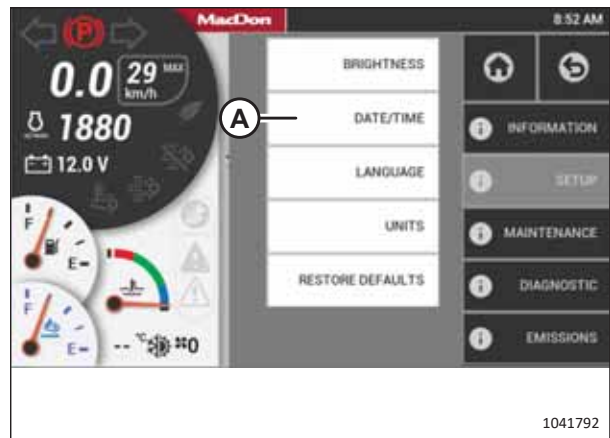 MacDon
8:52 AM
P
0.0 29 MAX km/h
1880
12.0 V
F
E
F
E
-- °C 0
BRIGHTNESS
DATE/TIME
LANGUAGE
UNITS
RESTORE DEFAULTS
A
INFORMATION
SETUP
MAINTENANCE
DIAGNOSTIC
EMISSIONS
1041792